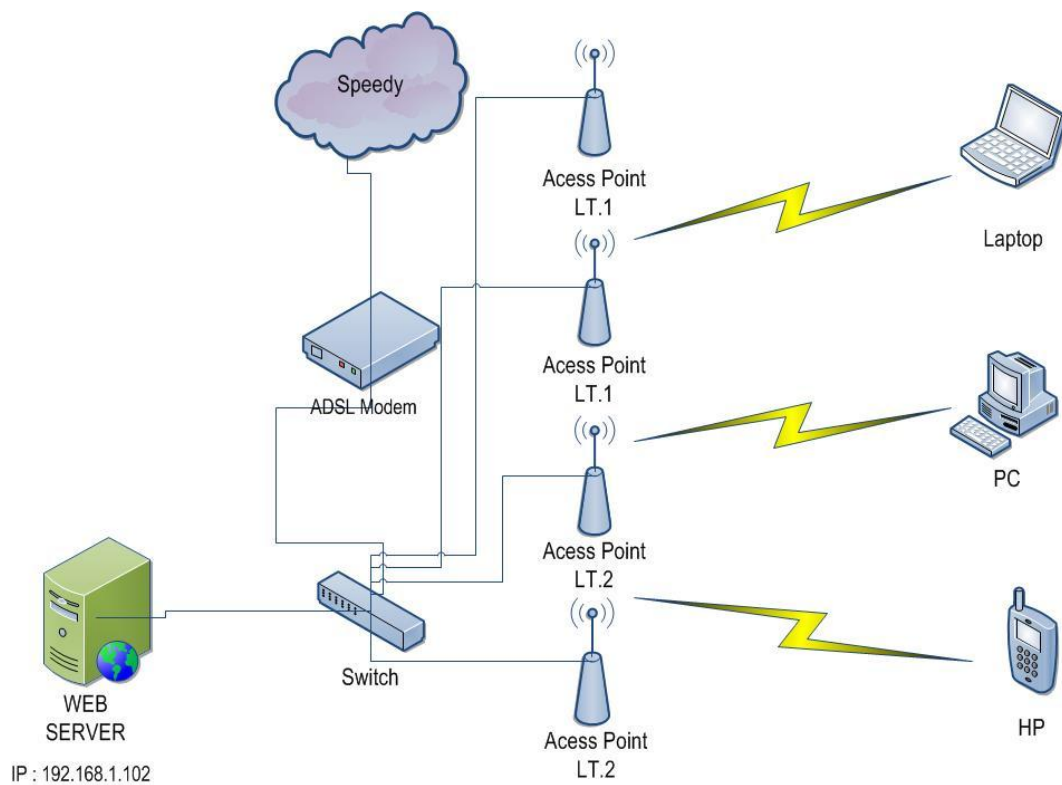 Speedy
Acess Point
LT.1
Laptop
ADSL Modem
Acess Point
LT.1
PC
Acess Point
LT.2
Switch
WEB
SERVER
IP : 192.168.1.102
Acess Point
LT.2
HP